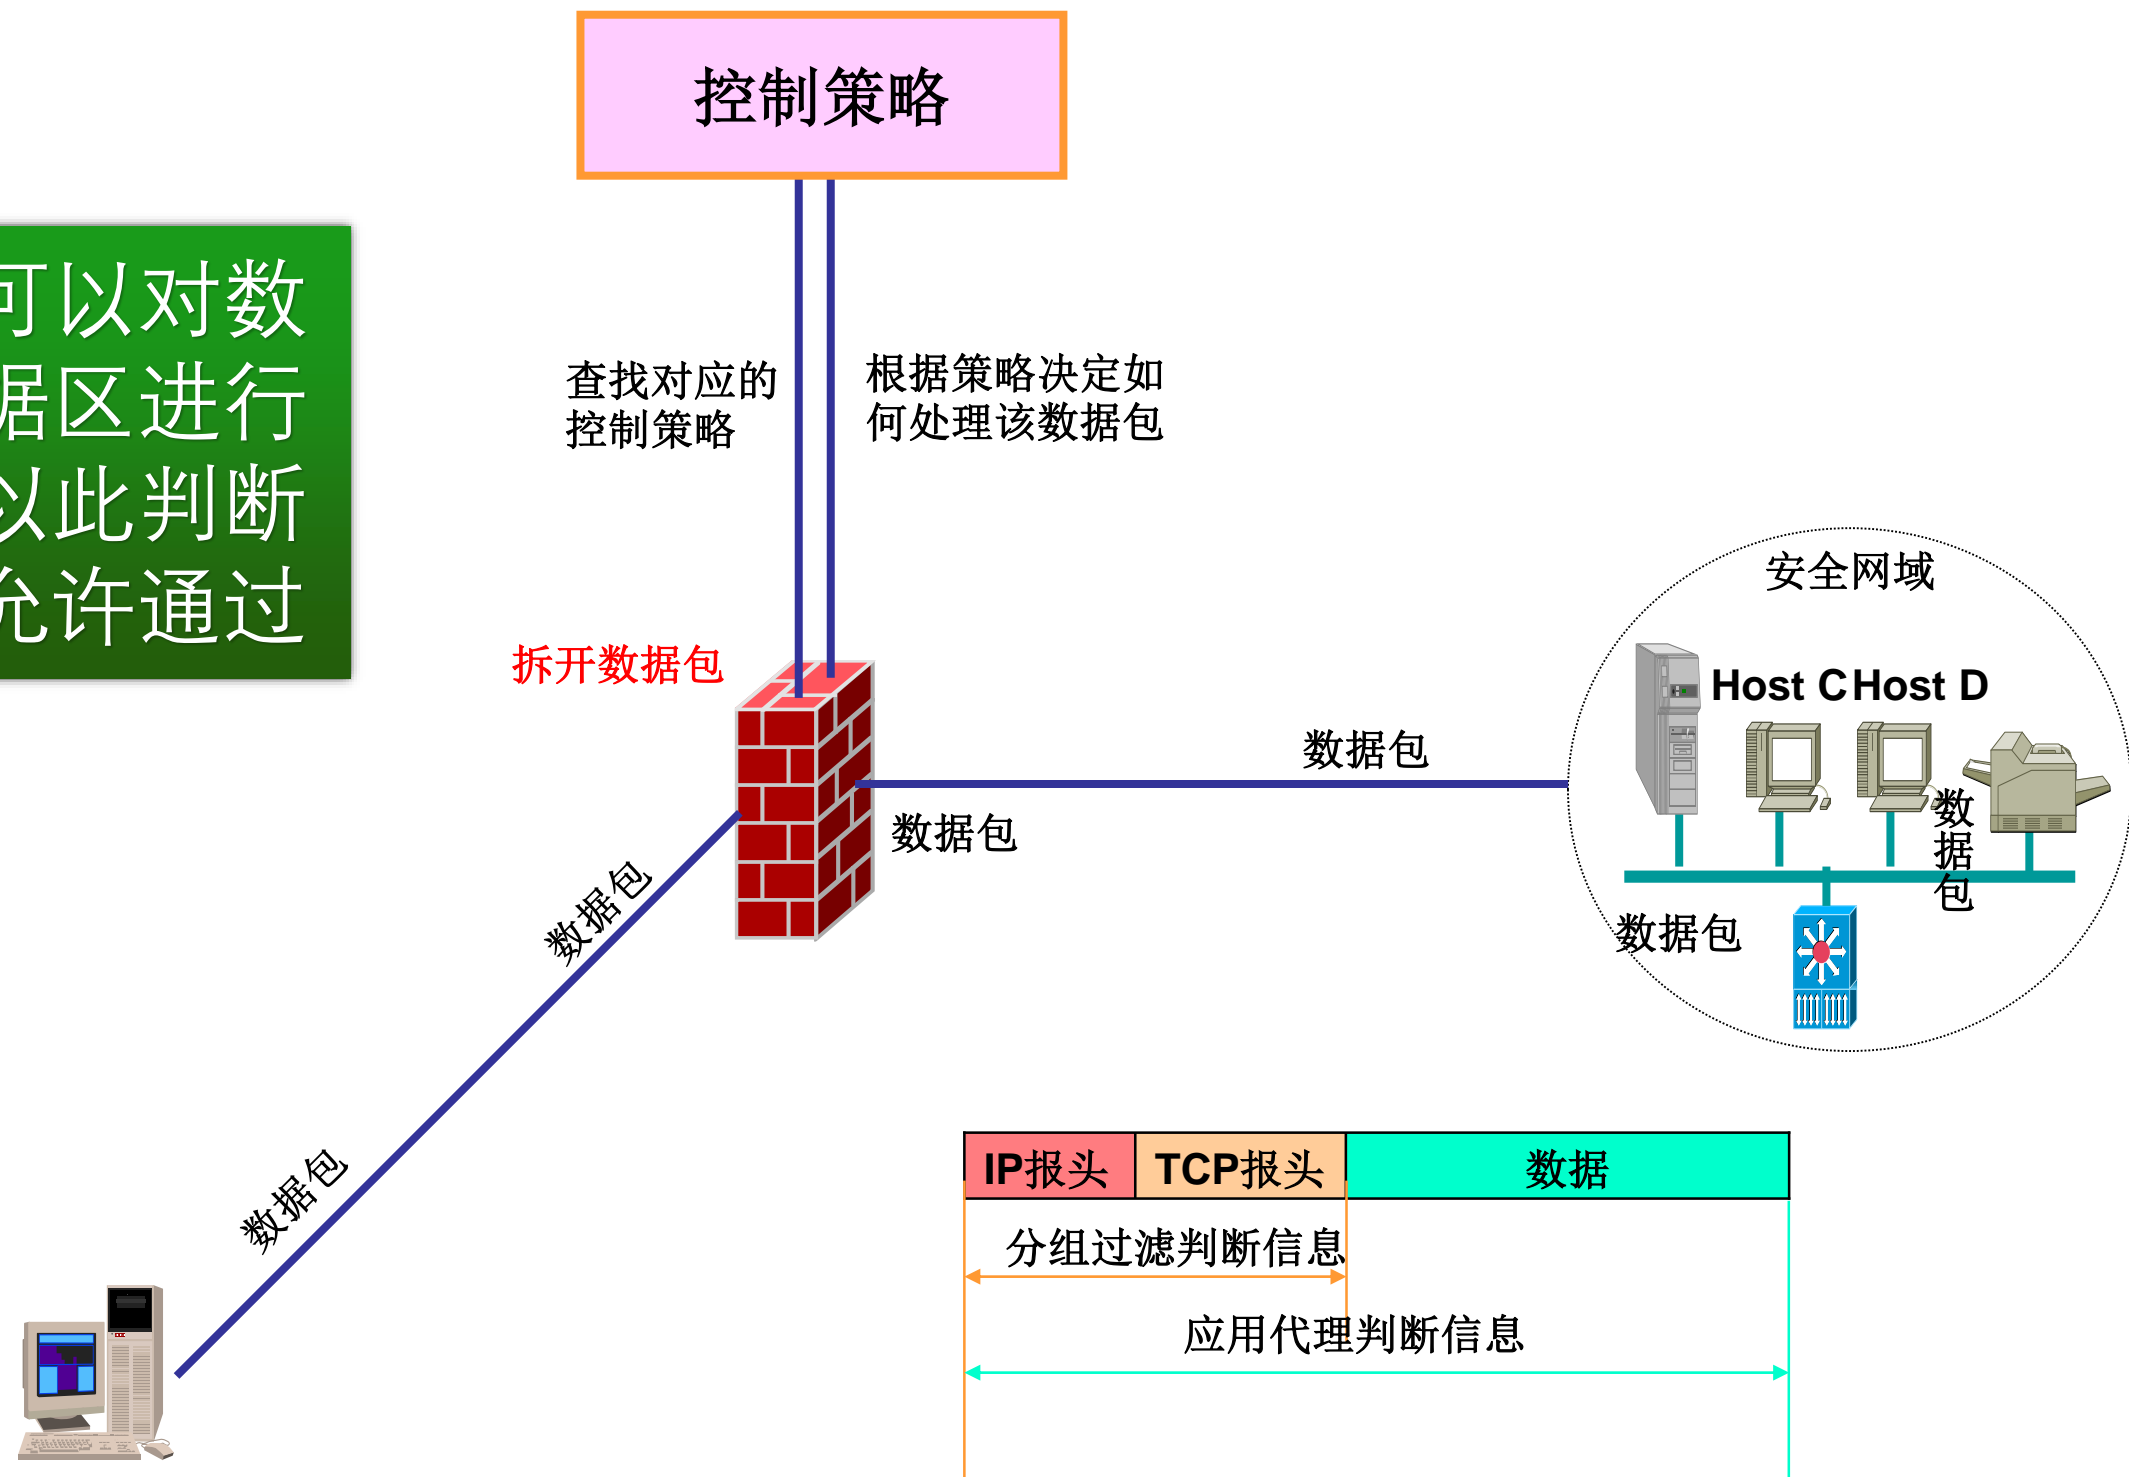 控制策略
可以对数
据区进行
以此判断
允许通过
查找对应的
控制策略
根据策略决定如
何处理该数据包
拆开数据包
安全网域
Host C
Host D
数据包
数据包
数据包
数据包
数据包
数据包
IP报头
TCP报头
数据
分组过滤判断信息
应用代理判断信息